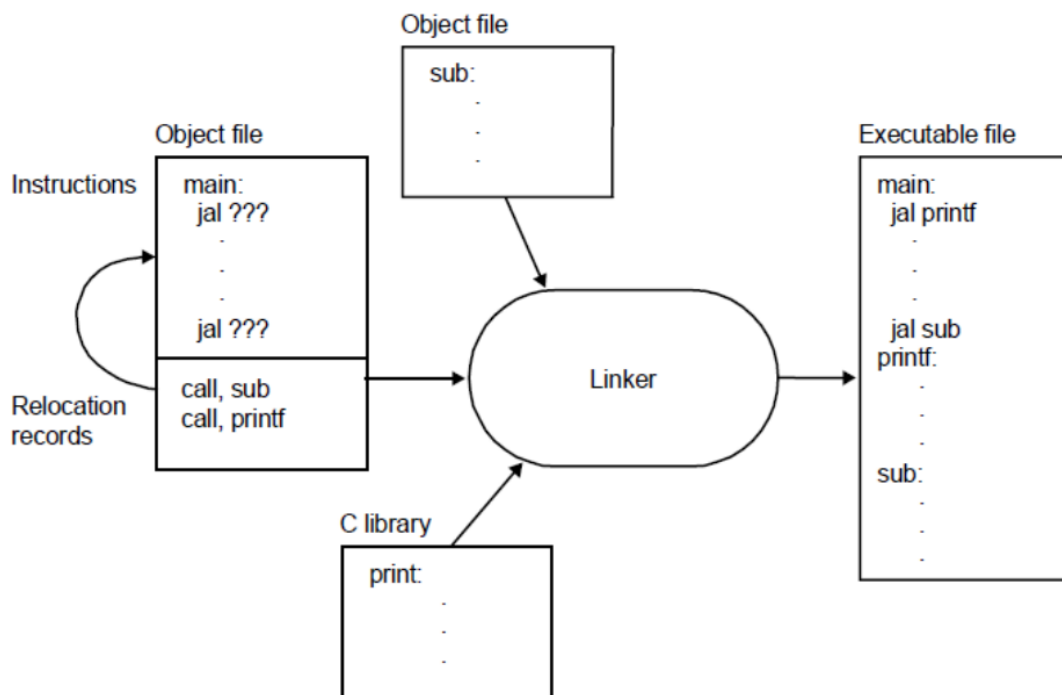 Object file
sub:
.
.
.
Object file
Instructions
main:
jal ???
.
.
.
jal ???
Relocation
records
call, sub
call, printf
Linker
C library
print:
.
.
.
Executable file
main:
jal printf
.
.
.
jal sub
printf:
.
.
.
sub:
.
.
.